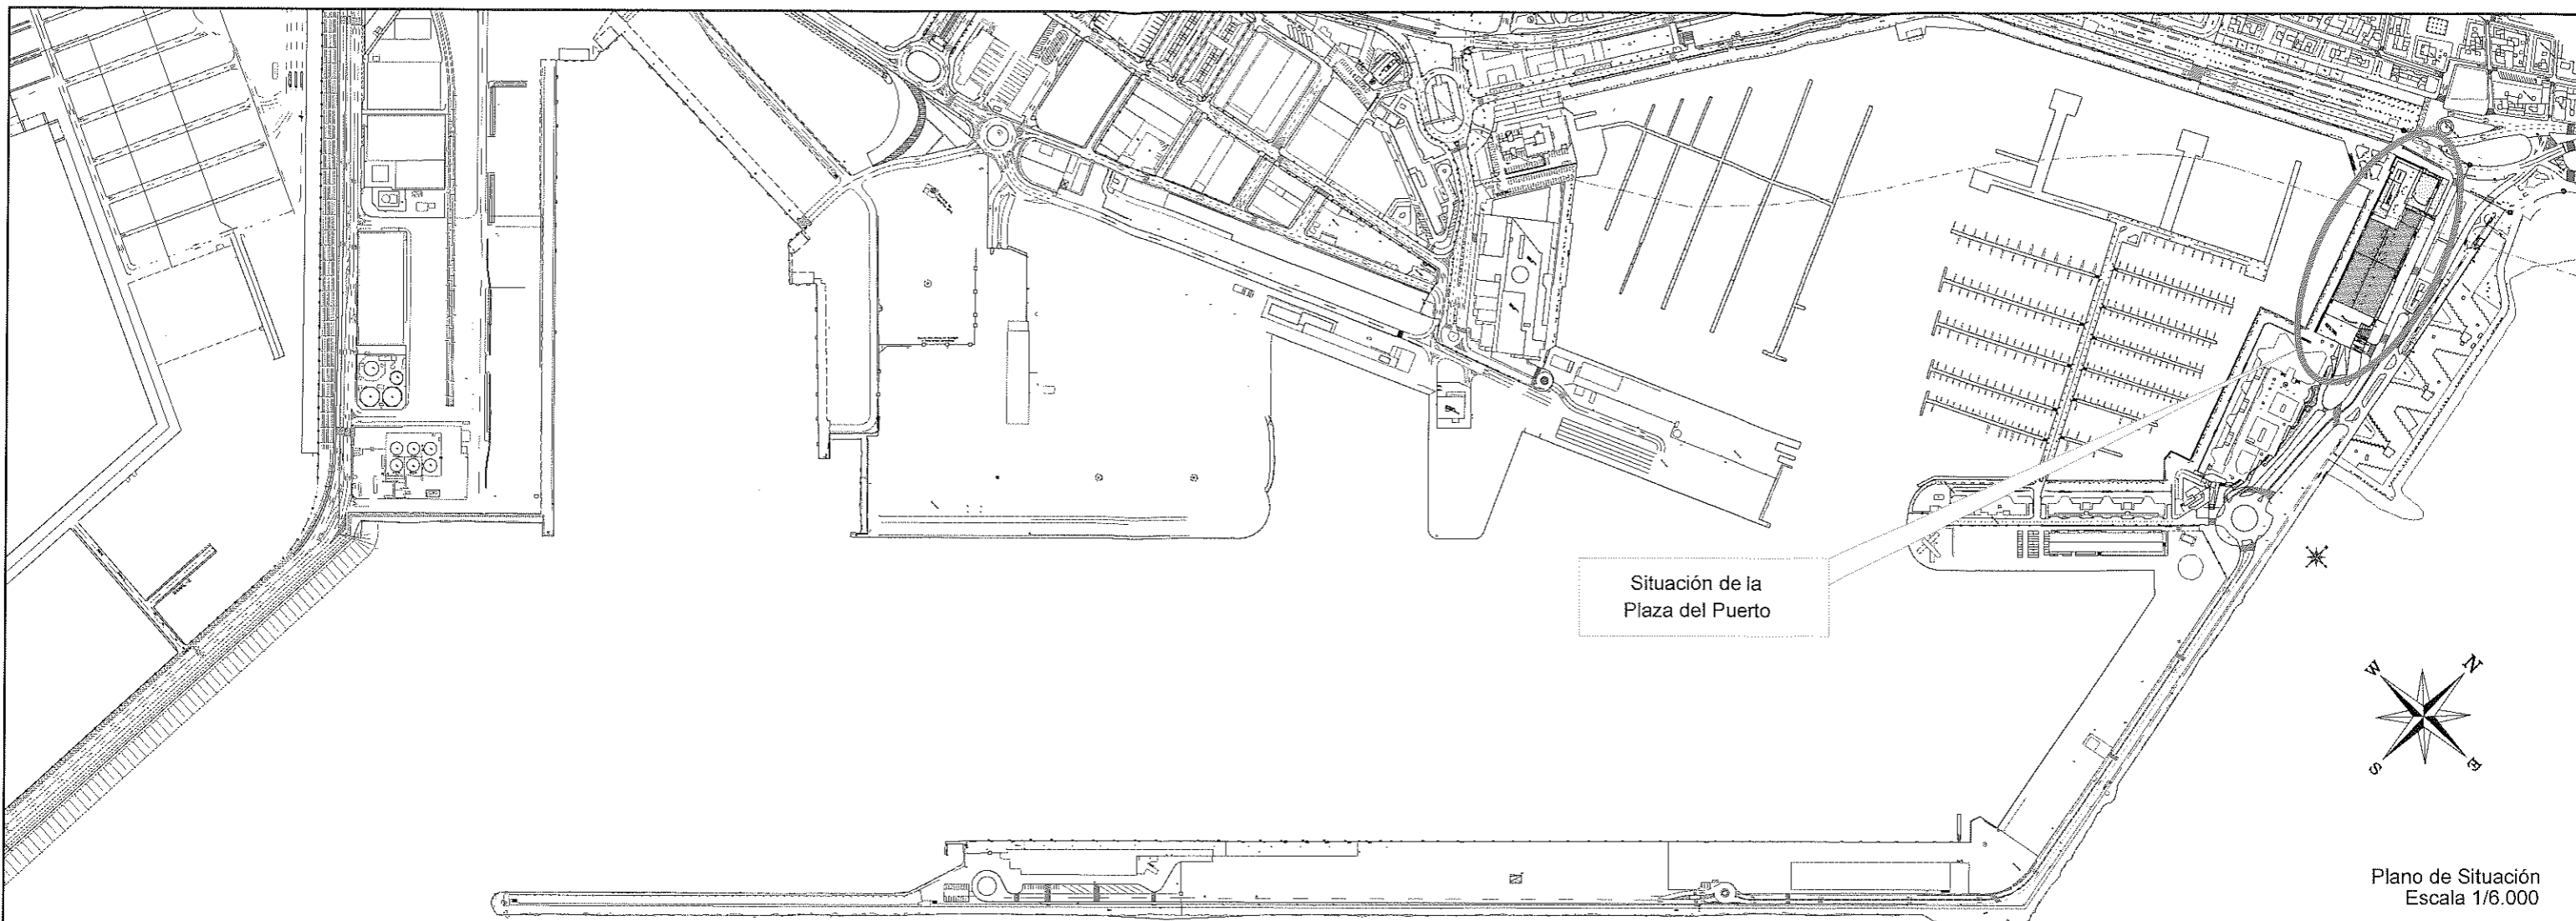 Situación de la
Plaza del Puerto
W
N
S
E
Plano de Situación
Escala 1/6.000